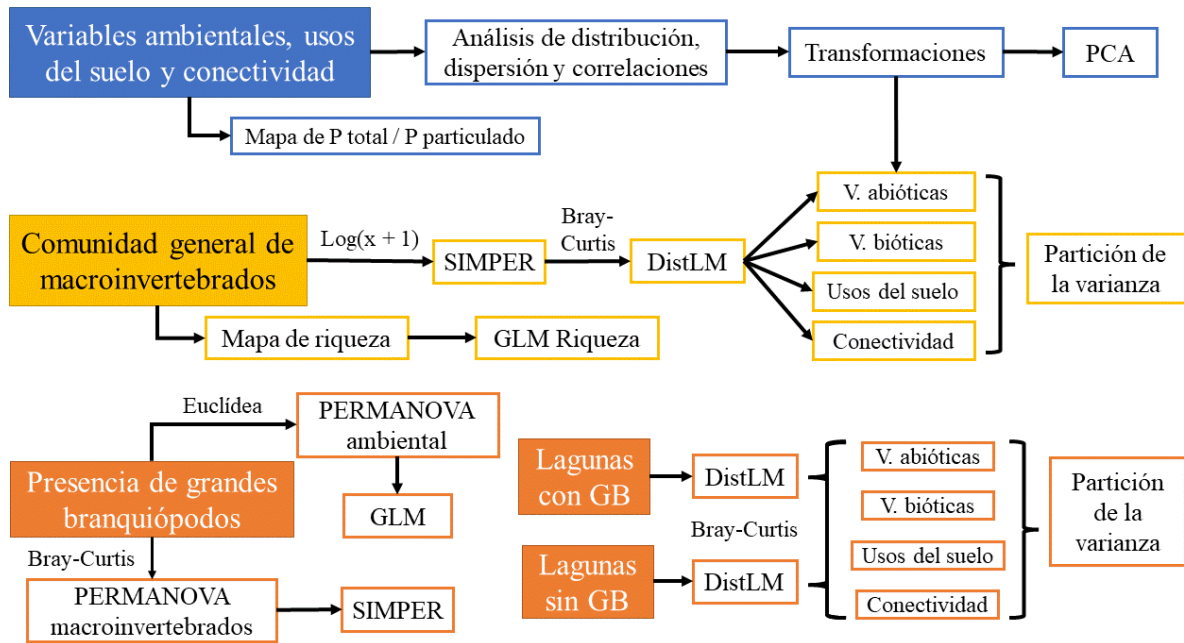 Variables ambientales, usos
del suelo y conectividad
Análisis de distribución,
dispersión y correlaciones
Transformaciones
PCA
Mapa de P total / P particulado
Comunidad general de
macroinvertebrados
Log(x + 1)
SIMPER
Bray-
Curtis
DistLM
V. abióticas
V. bióticas
Usos del suelo
Conectividad
Partición de
la varianza
Mapa de riqueza
GLM Riqueza
Presencia de grandes
branquiópodos
Euclídea
PERMANOVA
ambiental
GLM
Bray-Curtis
PERMANOVA
macroinvertebrados
SIMPER
Lagunas
con GB
DistLM
Bray-Curtis
Lagunas
sin GB
DistLM
V. abióticas
V. bióticas
Usos del suelo
Conectividad
Partición
de la
varianza